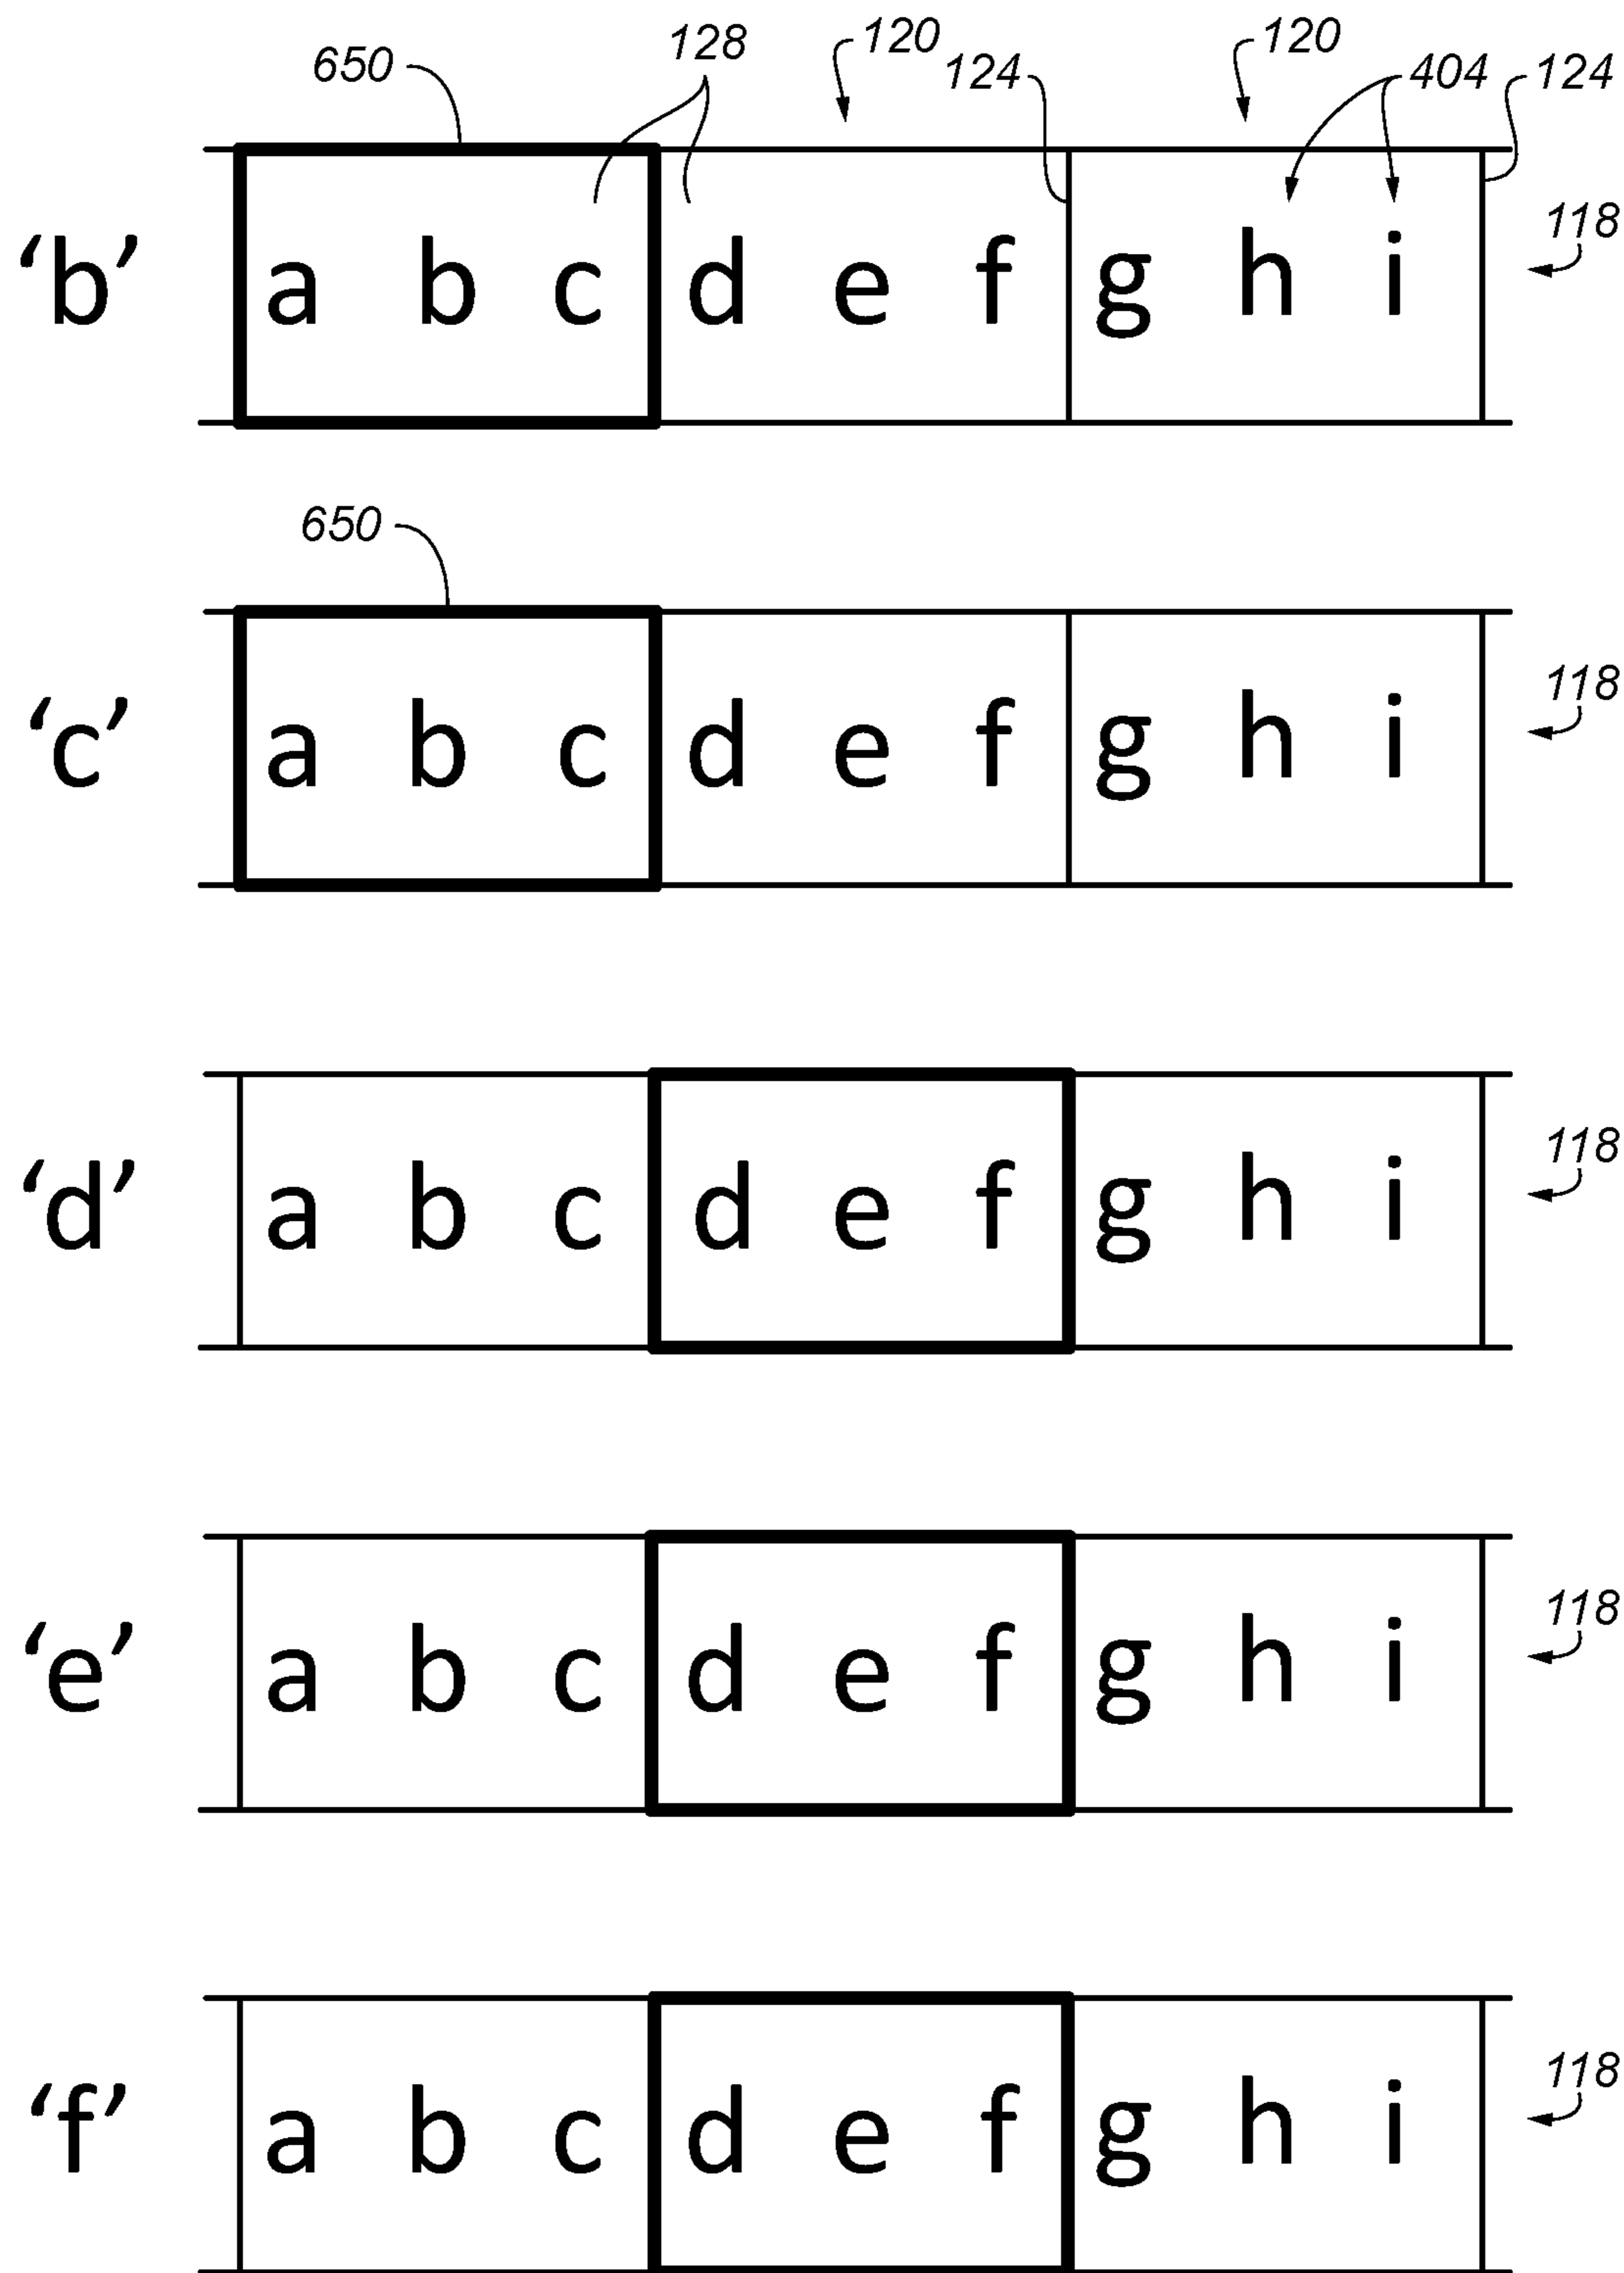 650 128 120 124 120 404 124
‘b’ a b c d e f g h i 118
650
‘c’ a b c d e f g h i 118
‘d’ a b c d e f g h i 118
‘e’ a b c d e f g h i 118
‘f’ a b c d e f g h i 118